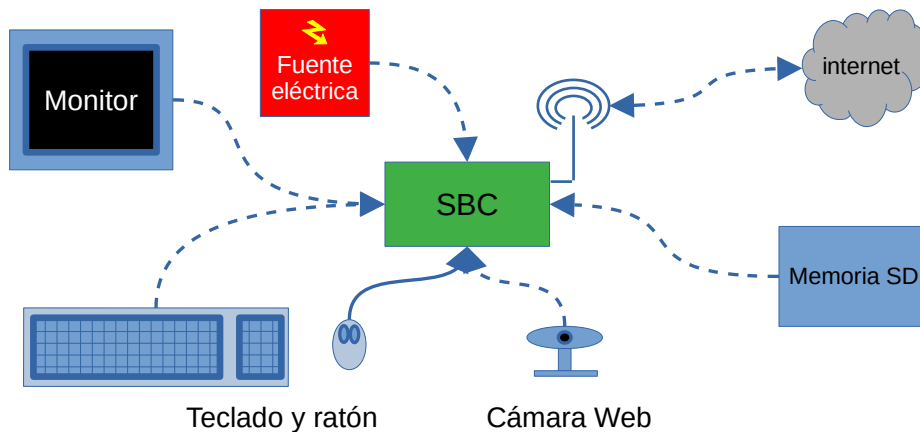 Monitor
Fuente
eléctrica
internet
SBC
Memoria SD
Teclado y ratón
Cámara Web